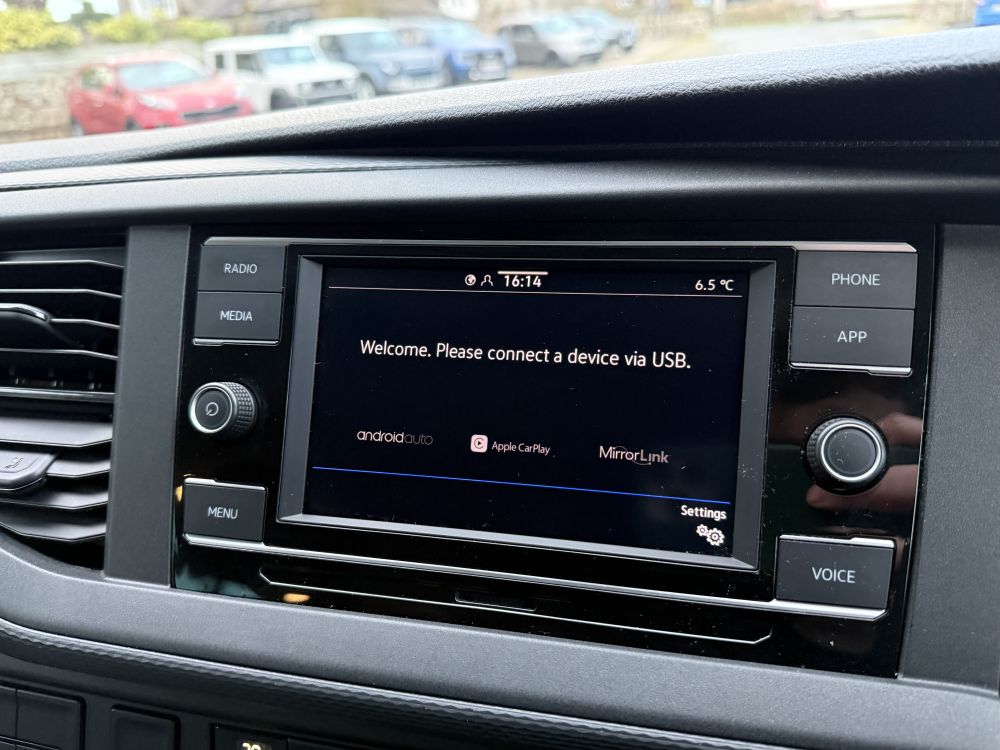 RADIO
MEDIA
16:14
6.5 °C
PHONE
APP
Welcome. Please connect a device via USB.
androidauto
Apple CarPlay
MirrorLink
MENU
Settings
VOICE